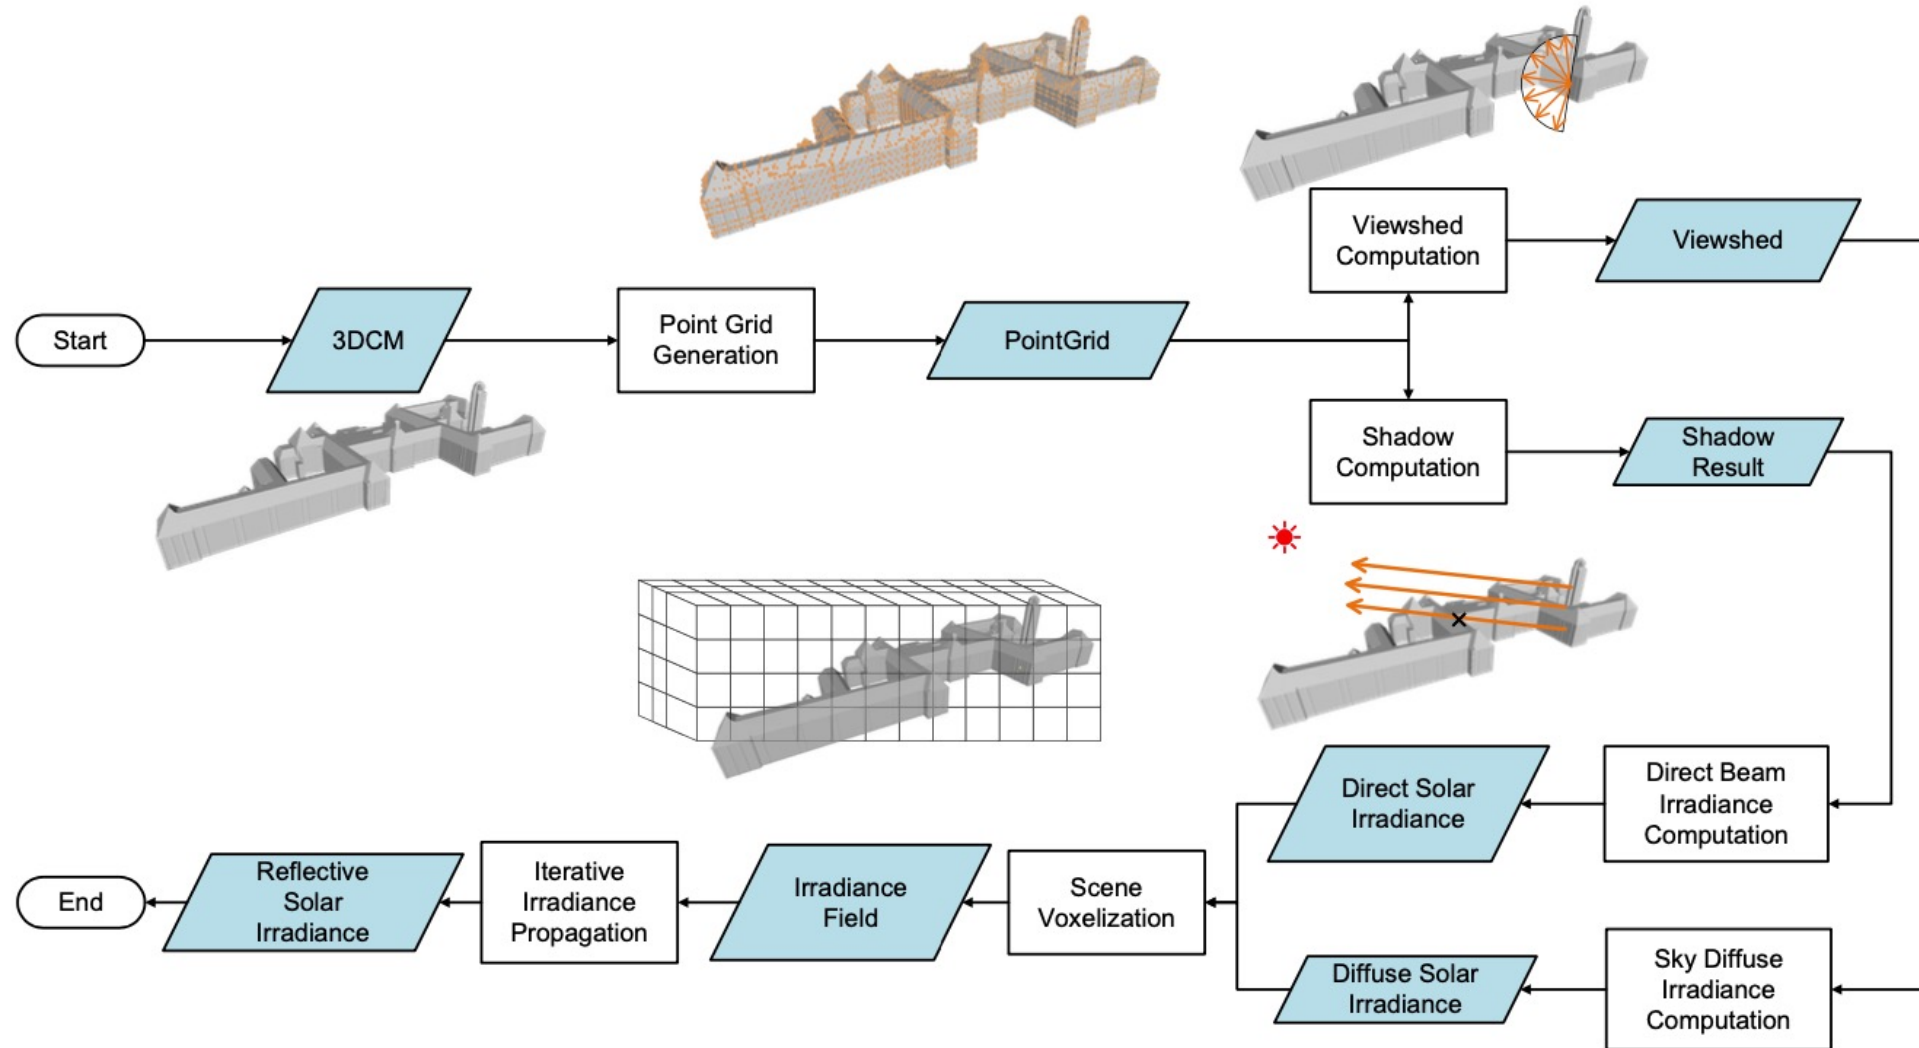 Start
3DCM
Point Grid
Generation
PointGrid
Viewshed
Computation
Viewshed
Shadow
Computation
Shadow
Result
Direct Beam
Irradiance
Computation
Direct Solar
Irradiance
Sky Diffuse
Irradiance
Computation
Diffuse Solar
Irradiance
Scene
Voxelization
Irradiance
Field
Iterative
Irradiance
Propagation
Reflective
Solar
Irradiance
End